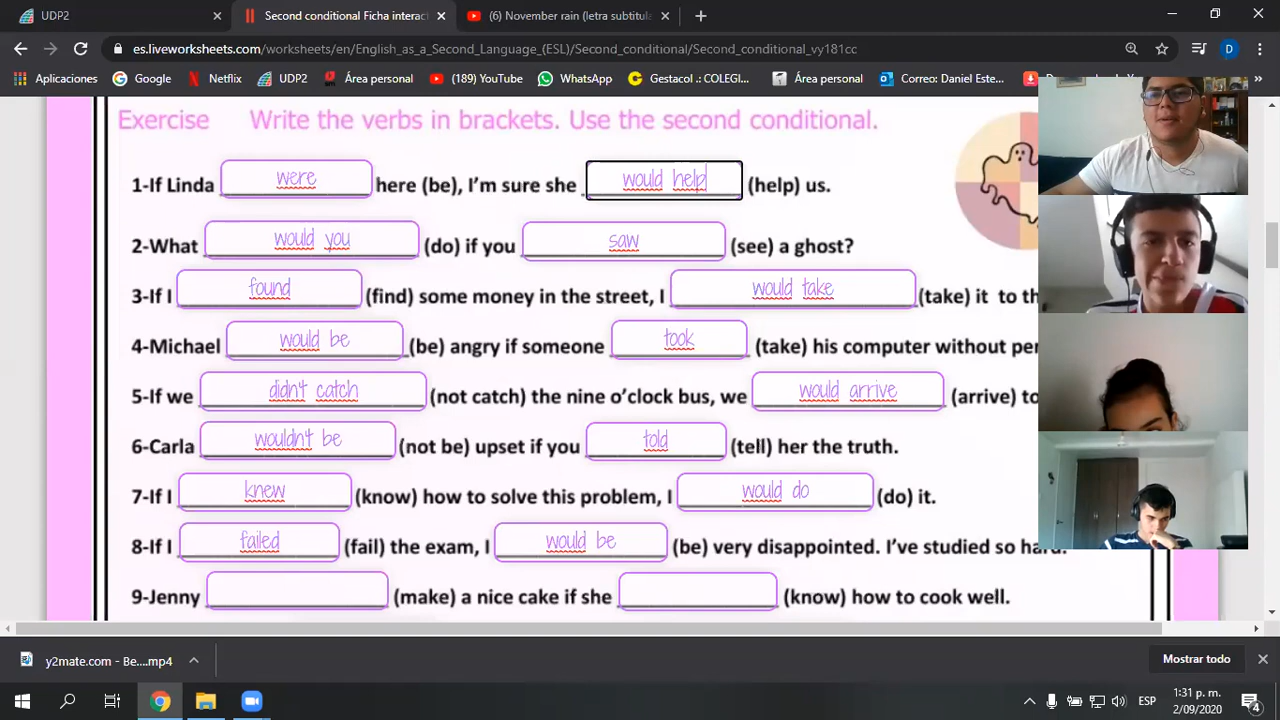 UDP2
Second conditional Ficha interac
(6) November rain (letra subtitula
es.liveworksheets.com/worksheets/en/English_as_a_Second_Language_(ESL)/Second_conditional/Second_conditional_vy181cc
D
Aplicaciones Google Netflix UDP2 Área personal (189) YouTube WhatsApp Gestacol .: COLEGI... Área personal Correo: Daniel Este...
Exercise Write the verbs in brackets. Use the second conditional.
1-If Linda were here (be), I'm sure she would help (help) us.
2-What would you (do) if you saw (see) a ghost?
3-If I found (find) some money in the street, I would take (take) it to th
4-Michael would be (be) angry if someone took (take) his computer without per
5-If we didn't catch (not catch) the nine o'clock bus, we would arrive (arrive) to
6-Carla wouldn't be (not be) upset if you told (tell) her the truth.
7-If I knew (know) how to solve this problem, I would do (do) it.
8-If I failed (fail) the exam, I would be (be) very disappointed. I've studied so hard.
9-Jenny (make) a nice cake if she (know) how to cook well.
y2mate.com - Be....mp4
Mostrar todo
ESP
1:31 p. m.
2/09/2020
4